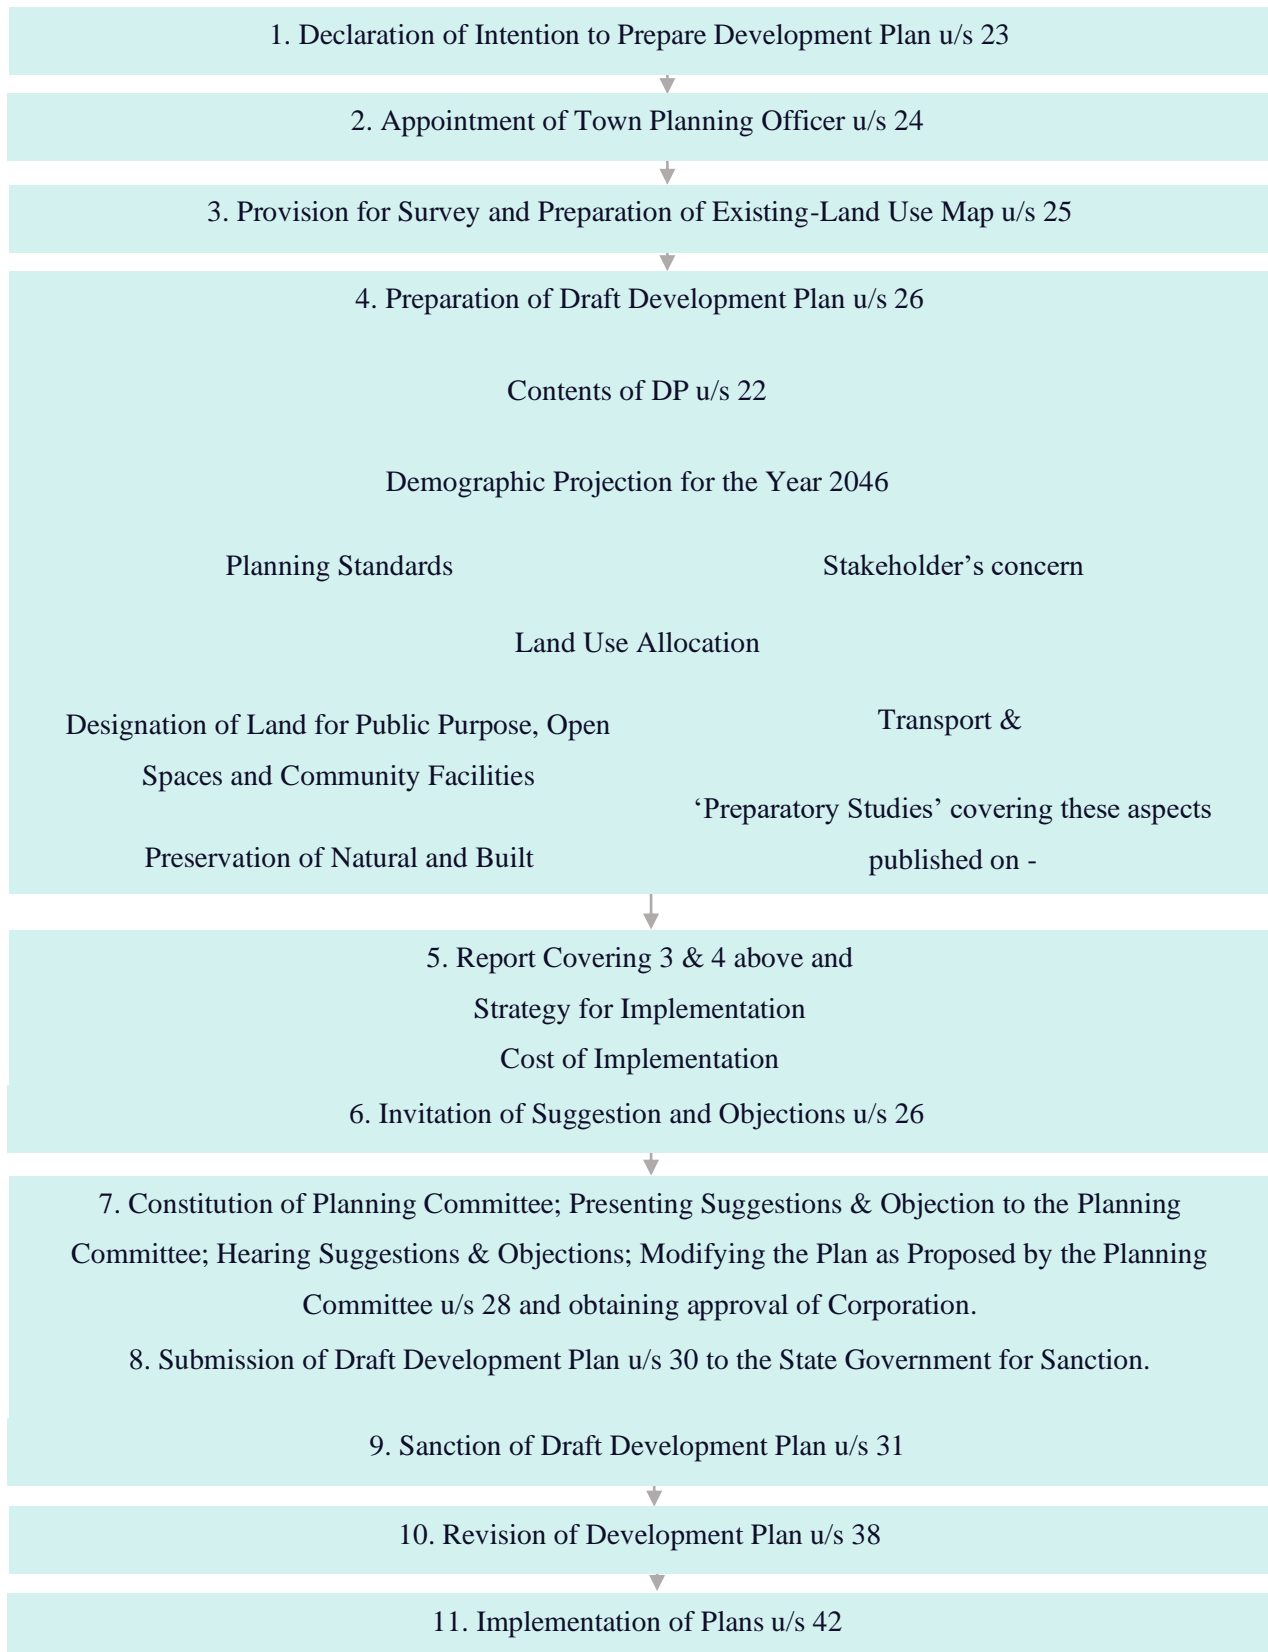 1. Declaration of Intention to Prepare Development Plan u/s 23
2. Appointment of Town Planning Officer u/s 24
3. Provision for Survey and Preparation of Existing-Land Use Map u/s 25
4. Preparation of Draft Development Plan u/s 26
Contents of DP u/s 22
Demographic Projection for the Year 2046
Planning Standards
Stakeholder’s concern
Land Use Allocation
Designation of Land for Public Purpose, Open
Spaces and Community Facilities
Preservation of Natural and Built
Transport &
‘Preparatory Studies’ covering these aspects
published on -
5. Report Covering 3 & 4 above and
Strategy for Implementation
Cost of Implementation
6. Invitation of Suggestion and Objections u/s 26
7. Constitution of Planning Committee; Presenting Suggestions & Objection to the Planning
Committee; Hearing Suggestions & Objections; Modifying the Plan as Proposed by the Planning
Committee u/s 28 and obtaining approval of Corporation.
8. Submission of Draft Development Plan u/s 30 to the State Government for Sanction.
9. Sanction of Draft Development Plan u/s 31
10. Revision of Development Plan u/s 38
11. Implementation of Plans u/s 42